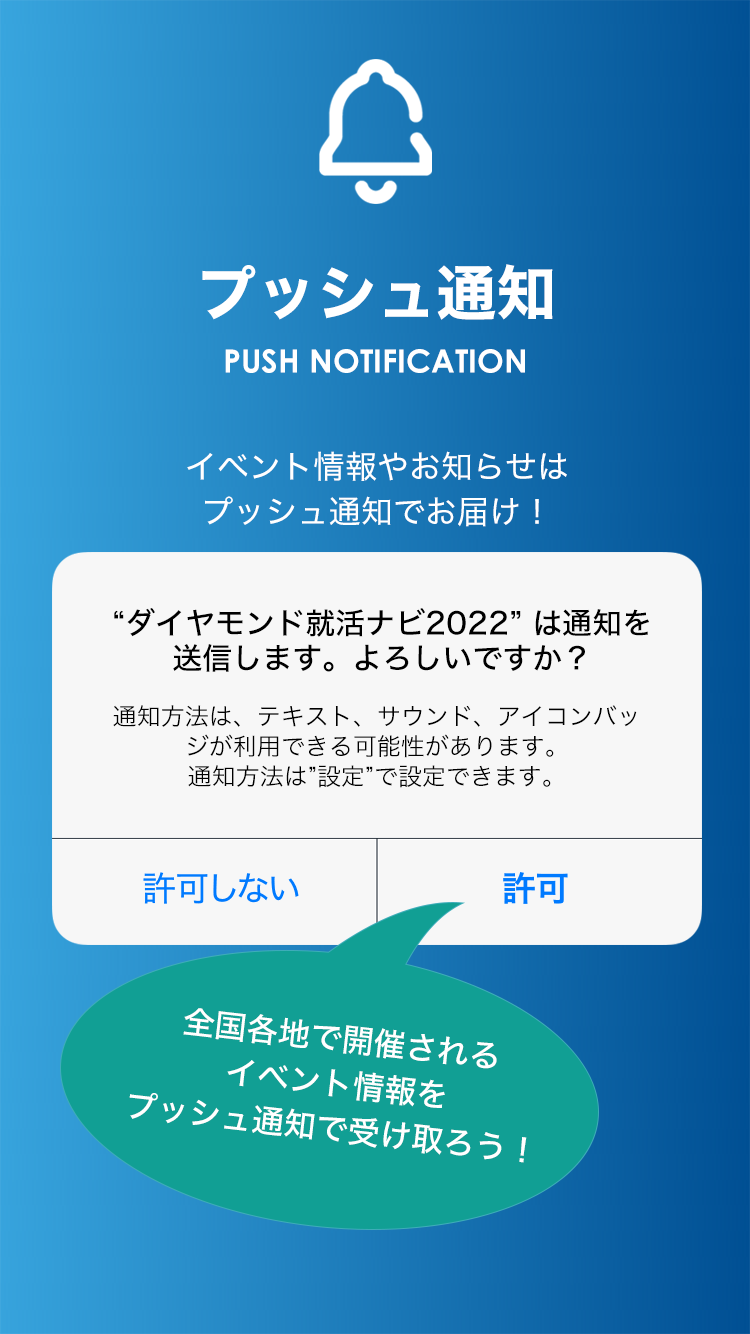 プッシュ通知
PUSH NOTIFICATION
イベント情報やお知らせは
プッシュ通知でお届け！
“ダイヤモンド就活ナビ2022” は通知を
送信します。よろしいですか？
通知方法は、テキスト、サウンド、アイコンバッ
ジが利用できる可能性があります。
通知方法は”設定”で設定できます。
許可しない
許可
全国各地で開催される
イベント情報を
プッシュ通知で受け取ろう！